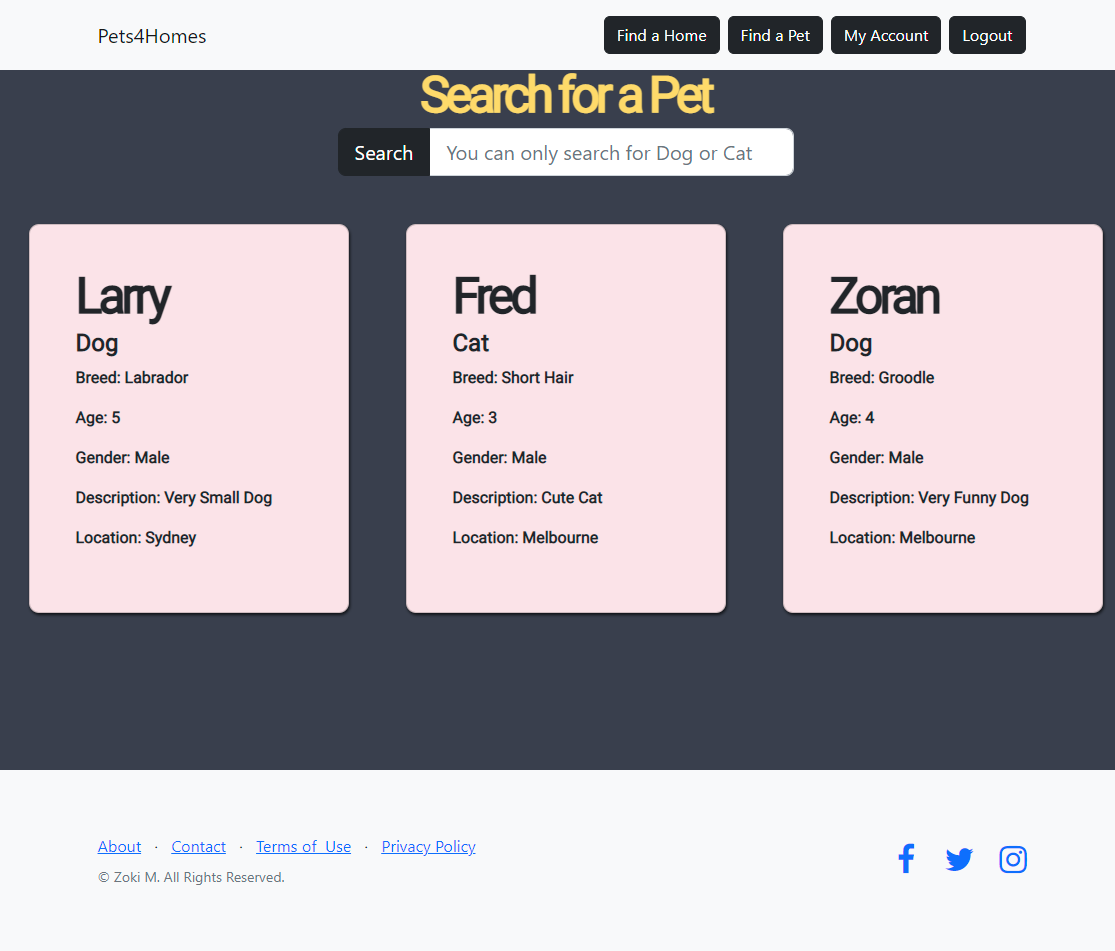 Pets4Homes
Find a Home
Find a Pet
My Account
Logout
Search for a Pet
Search
You can only search for Dog or Cat
Larry
Dog
Breed: Labrador
Age: 5
Gender: Male
Description: Very Small Dog
Location: Sydney
Fred
Cat
Breed: Short Hair
Age: 3
Gender: Male
Description: Cute Cat
Location: Melbourne
Zoran
Dog
Breed: Groodle
Age: 4
Gender: Male
Description: Very Funny Dog
Location: Melbourne
About · Contact · Terms of Use · Privacy Policy
© Zoki M. All Rights Reserved.